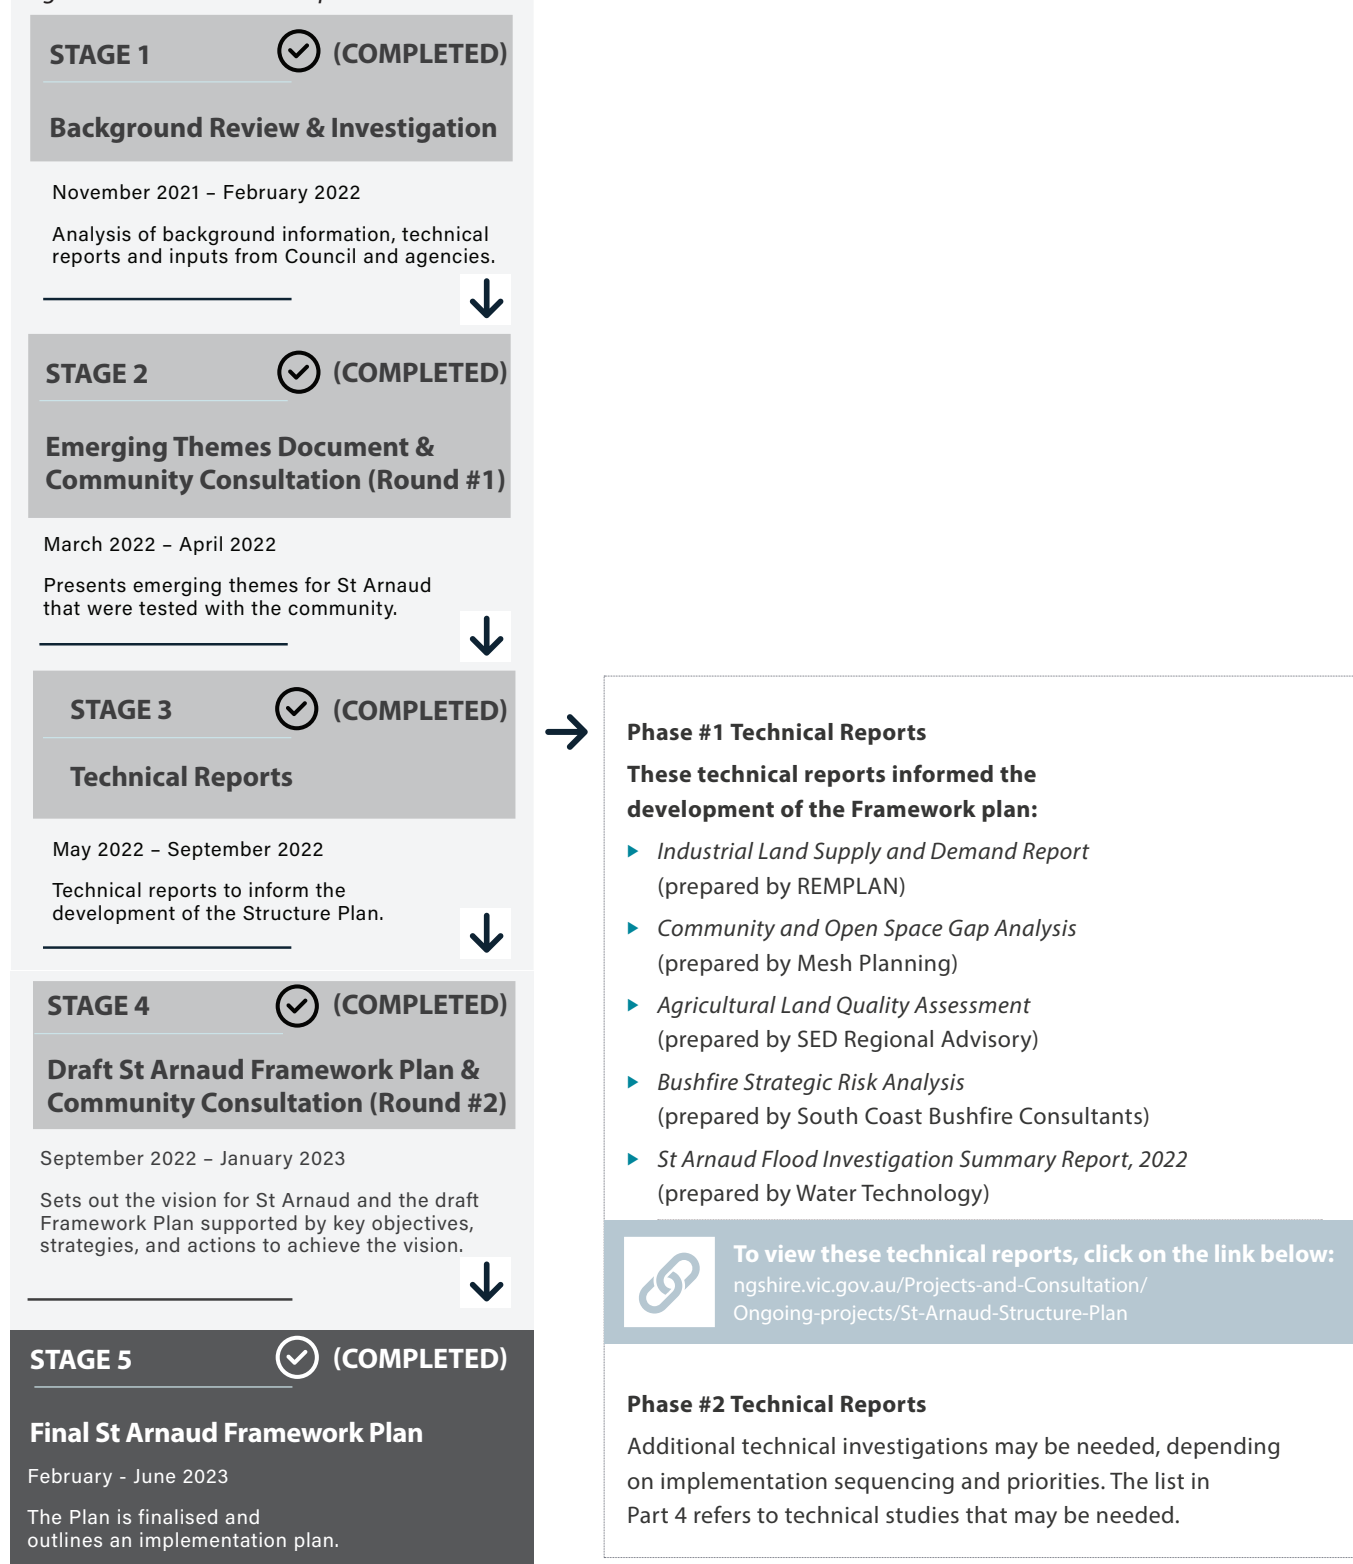 STAGE 1 (COMPLETED)
Background Review & Investigation
November 2021 – February 2022
Analysis of background information, technical
reports and inputs from Council and agencies.
STAGE 2 (COMPLETED)
Emerging Themes Document &
Community Consultation (Round #1)
March 2022 – April 2022
Presents emerging themes for St Arnaud
that were tested with the community.
STAGE 3 (COMPLETED)
Technical Reports
May 2022 – September 2022
Technical reports to inform the
development of the Structure Plan.
STAGE 4 (COMPLETED)
Draft St Arnaud Framework Plan &
Community Consultation (Round #2)
September 2022 – January 2023
Sets out the vision for St Arnaud and the draft
Framework Plan supported by key objectives,
strategies, and actions to achieve the vision.
STAGE 5 (COMPLETED)
Final St Arnaud Framework Plan
February - June 2023
The Plan is finalised and
outlines an implementation plan.
Phase #1 Technical Reports
These technical reports informed the
development of the Framework plan:
Industrial Land Supply and Demand Report
(prepared by REMPLAN)
Community and Open Space Gap Analysis
(prepared by Mesh Planning)
Agricultural Land Quality Assessment
(prepared by SED Regional Advisory)
Bushfire Strategic Risk Analysis
(prepared by South Coast Bushfire Consultants)
St Arnaud Flood Investigation Summary Report, 2022
(prepared by Water Technology)
To view these technical reports, click on the link below:
ngshire.vic.gov.au/Projects-and-Consultation/
Ongoing-projects/St-Arnaud-Structure-Plan
Phase #2 Technical Reports
Additional technical investigations may be needed, depending
on implementation sequencing and priorities. The list in
Part 4 refers to technical studies that may be needed.